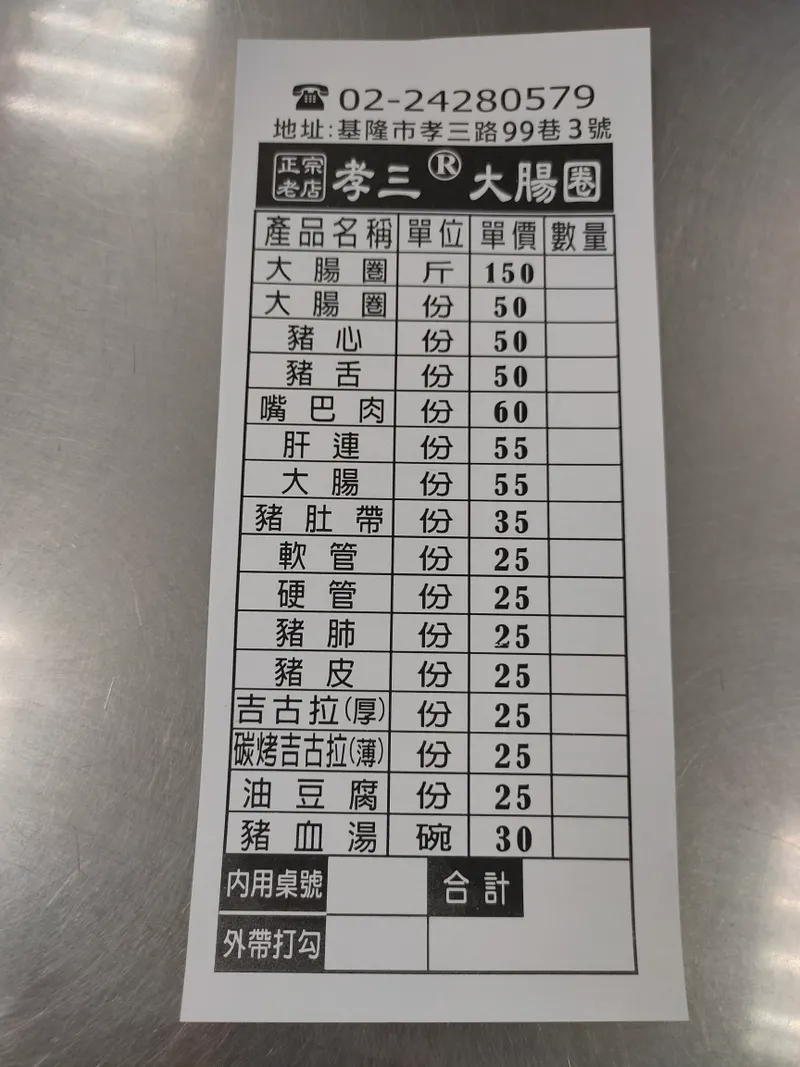 ☎02-24280579
地址:基隆市孝三路99巷3號
正宗老店 孝三® 大腸圈
產品名稱 單位 單價 數量
大腸圈 斤 150
大腸圈 份 50
豬心 份 50
豬舌 份 50
嘴巴肉 份 60
肝連 份 55
大腸 份 55
豬肚帶 份 35
軟管 份 25
硬管 份 25
豬肺 份 25
豬皮 份 25
吉古拉(厚) 份 25
碳烤吉古拉(薄) 份 25
油豆腐 份 25
豬血湯 碗 30
內用桌號 合計
外帶打勾